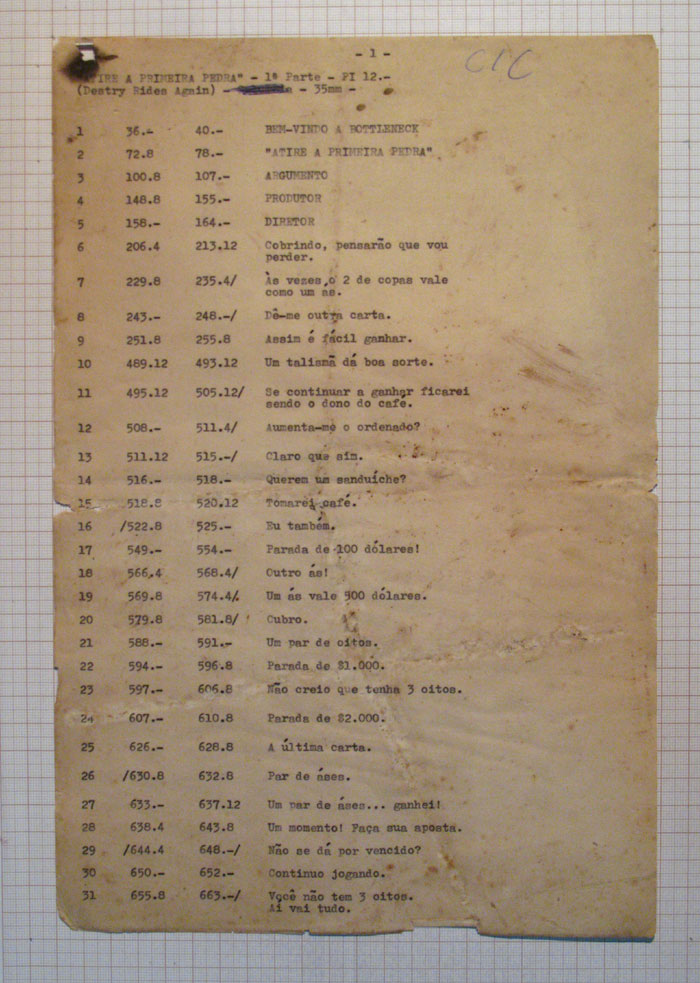 - 1 -
CIC
"ATIRE A PRIMEIRA PEDRA" - 1ª Parte - PI 12.-
(Destry Rides Again) - - 35mm -
1 36.- 40.- BEM-VINDO A BOTTLENECK
2 72.8 78.- "ATIRE A PRIMEIRA PEDRA"
3 100.8 107.- ARGUMENTO
4 148.8 155.- PRODUTOR
5 158.- 164.- DIRETOR
6 206.4 213.12 Cobrindo, pensarão que vou
perder.
7 229.8 235.4/ Às vezes,o 2 de copas vale
como um ás.
8 243.- 248.-/ Dê-me outra carta.
9 251.8 255.8 Assim é fácil ganhar.
10 489.12 493.12 Um talismã dá boa sorte.
11 495.12 505.12/ Se continuar a ganhar ficarei
sendo o dono do café.
12 508.- 511.4/ Aumenta-me o ordenado?
13 511.12 515.-/ Claro que sim.
14 516.- 518.- Querem um sanduíche?
15 518.8 520.12 Tomarei café.
16 /522.8 525.- Eu também.
17 549.- 554.- Parada de 100 dólares!
18 566.4 568.4/ Outro ás!
19 569.8 574.4/ Um ás vale 500 dólares.
20 579.8 581.8/ Cubro.
21 588.- 591.- Um par de oitos.
22 594.- 596.8 Parada de $1.000.
23 597.- 606.8 Não creio que tenha 3 oitos.
24 607.- 610.8 Parada de $2.000.
25 626.- 628.8 A última carta.
26 /630.8 632.8 Par de áses.
27 633.- 637.12 Um par de áses... ganhei!
28 638.4 643.8 Um momento! Faça sua aposta.
29 /644.4 648.-/ Não se dá por vencido?
30 650.- 652.- Continuo jogando.
31 655.8 663.-/ Você não tem 3 oitos.
Aí vai tudo.